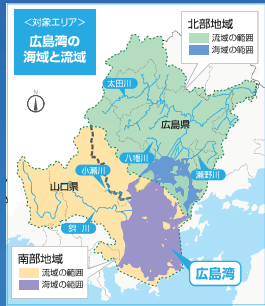 <対象エリア>
広島湾の
海域と流域
北部地域
流域の範囲
海域の範囲
太田川
広島県
八幡川
瀬野川
小瀬川
山口県
錦 川
南部地域
流域の範囲
海域の範囲
広島湾